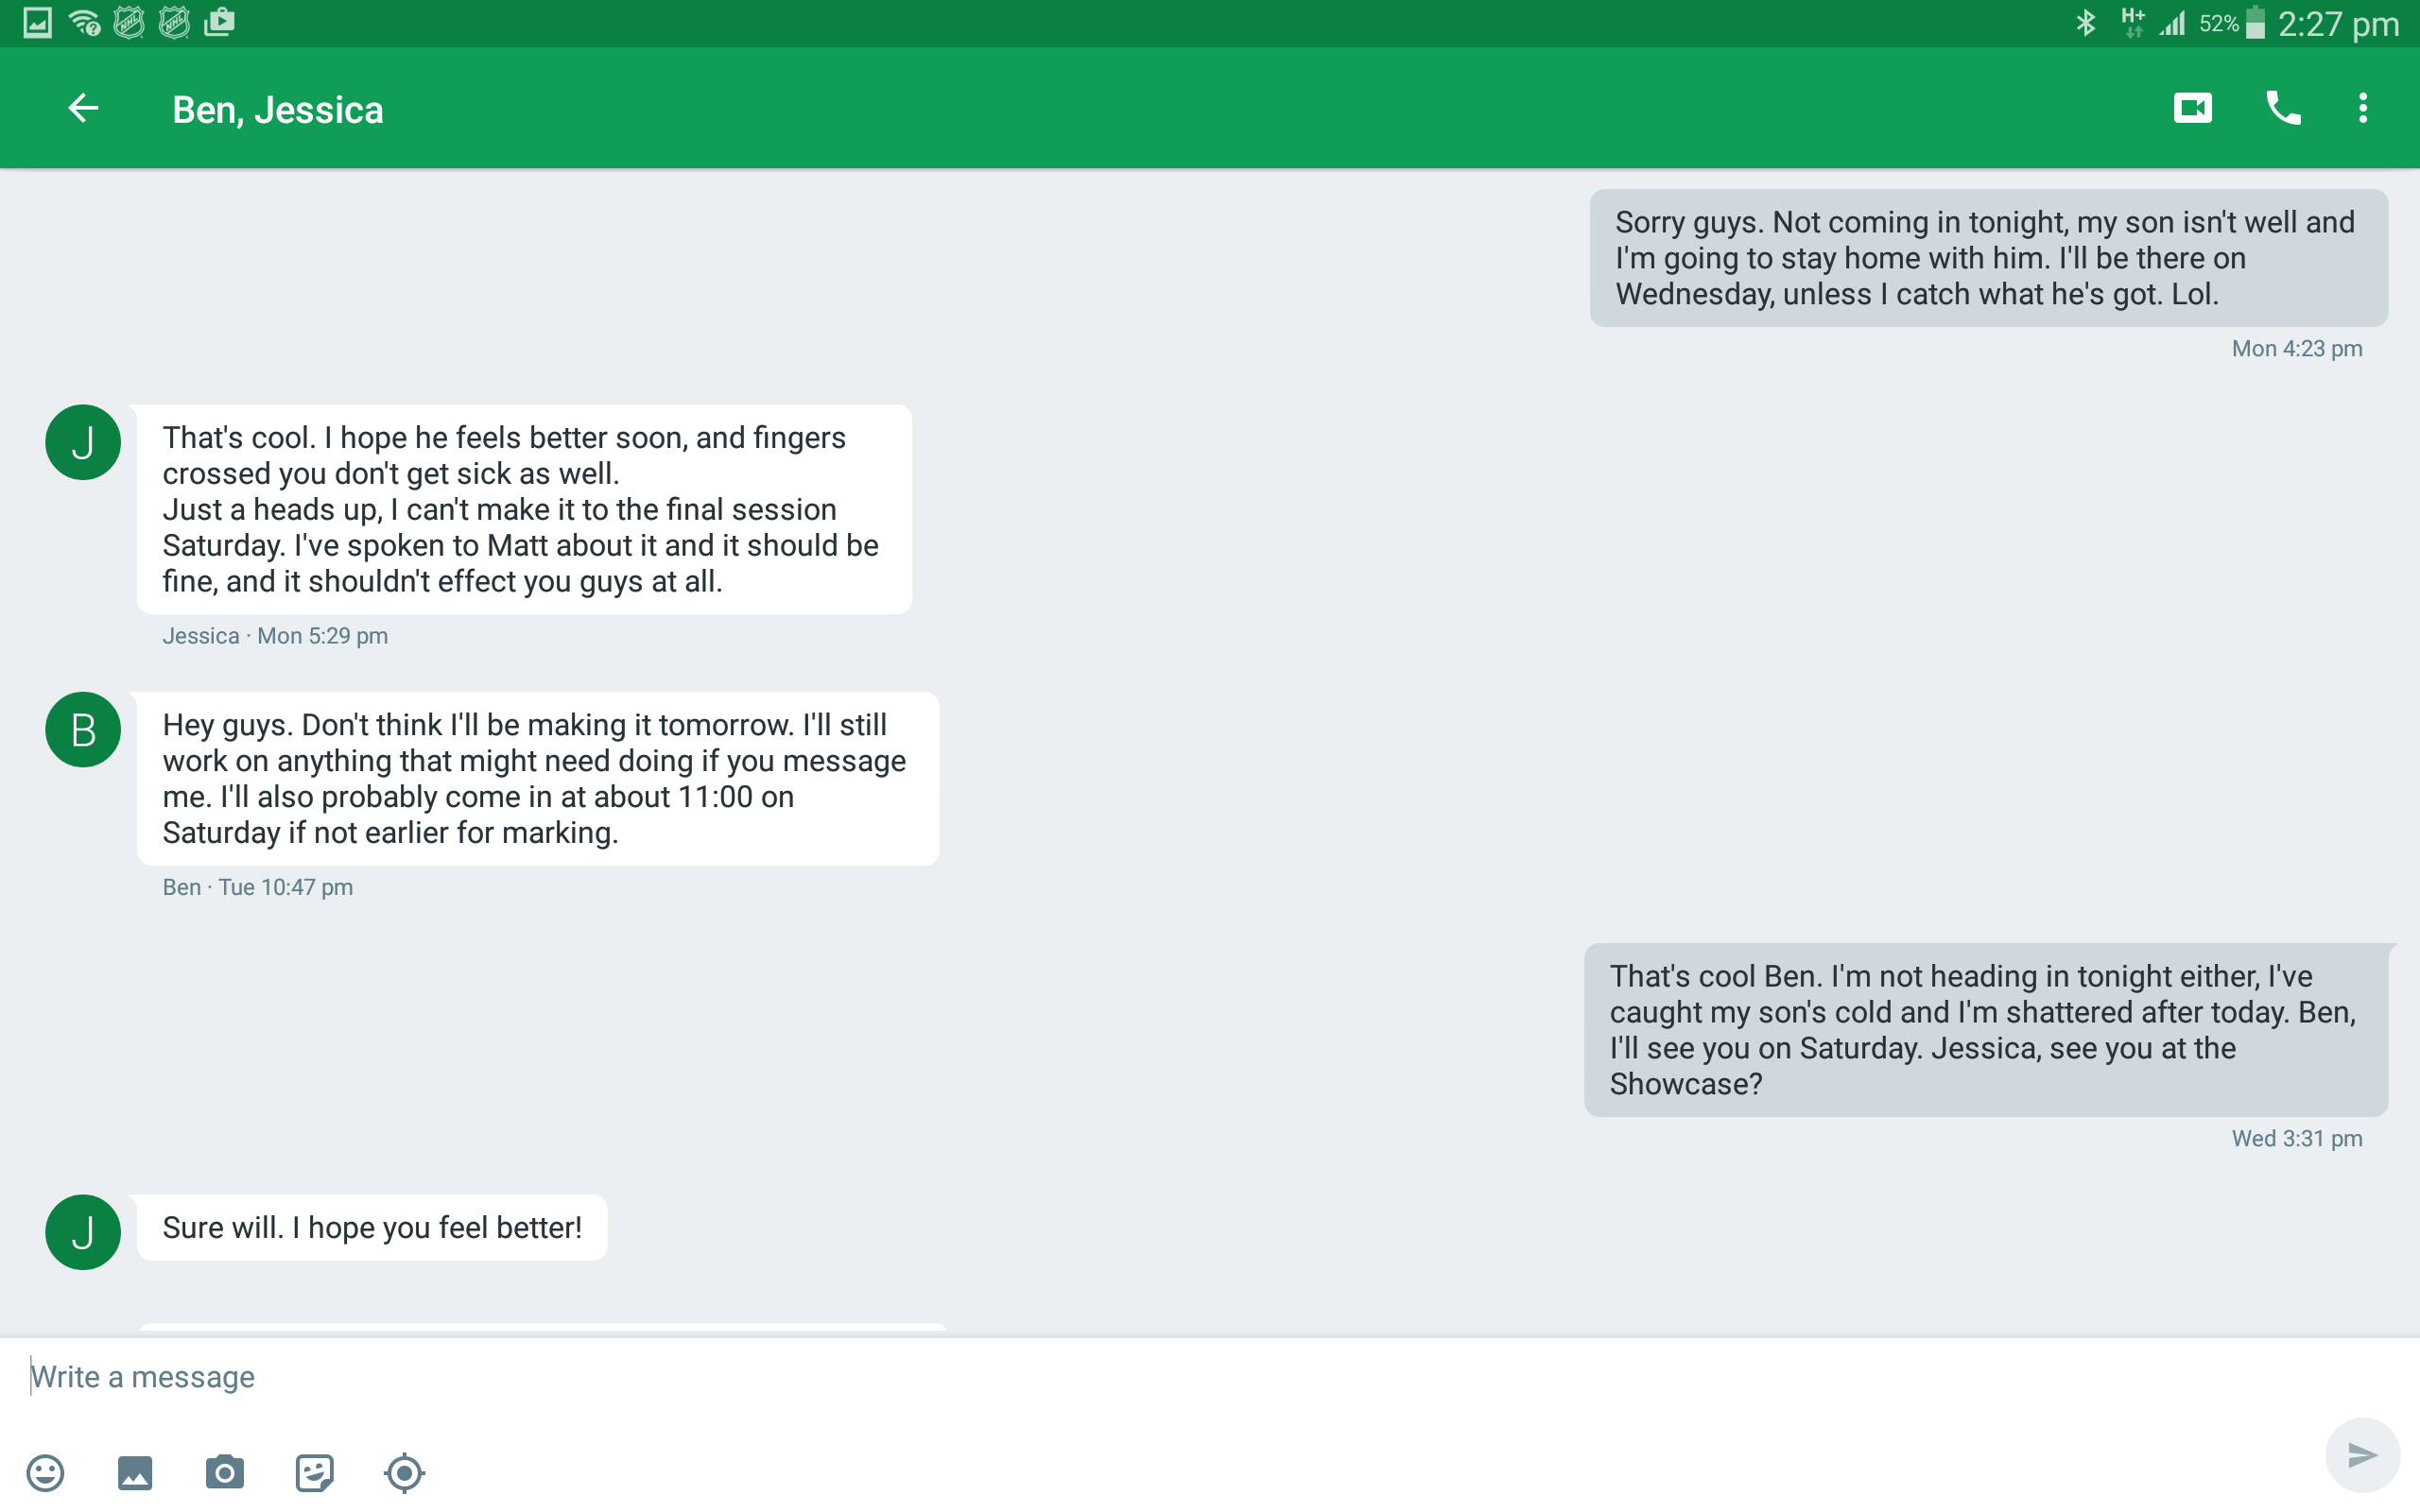 H+ 52% 2:27 pm
Ben, Jessica
Sorry guys. Not coming in tonight, my son isn't well and
I'm going to stay home with him. I'll be there on
Wednesday, unless I catch what he's got. Lol.
Mon 4:23 pm
J
That's cool. I hope he feels better soon, and fingers
crossed you don't get sick as well.
Just a heads up, I can't make it to the final session
Saturday. I've spoken to Matt about it and it should be
fine, and it shouldn't effect you guys at all.
Jessica · Mon 5:29 pm
B
Hey guys. Don't think I'll be making it tomorrow. I'll still
work on anything that might need doing if you message
me. I'll also probably come in at about 11:00 on
Saturday if not earlier for marking.
Ben · Tue 10:47 pm
That's cool Ben. I'm not heading in tonight either, I've
caught my son's cold and I'm shattered after today. Ben,
I'll see you on Saturday. Jessica, see you at the
Showcase?
Wed 3:31 pm
J
Sure will. I hope you feel better!
Write a message